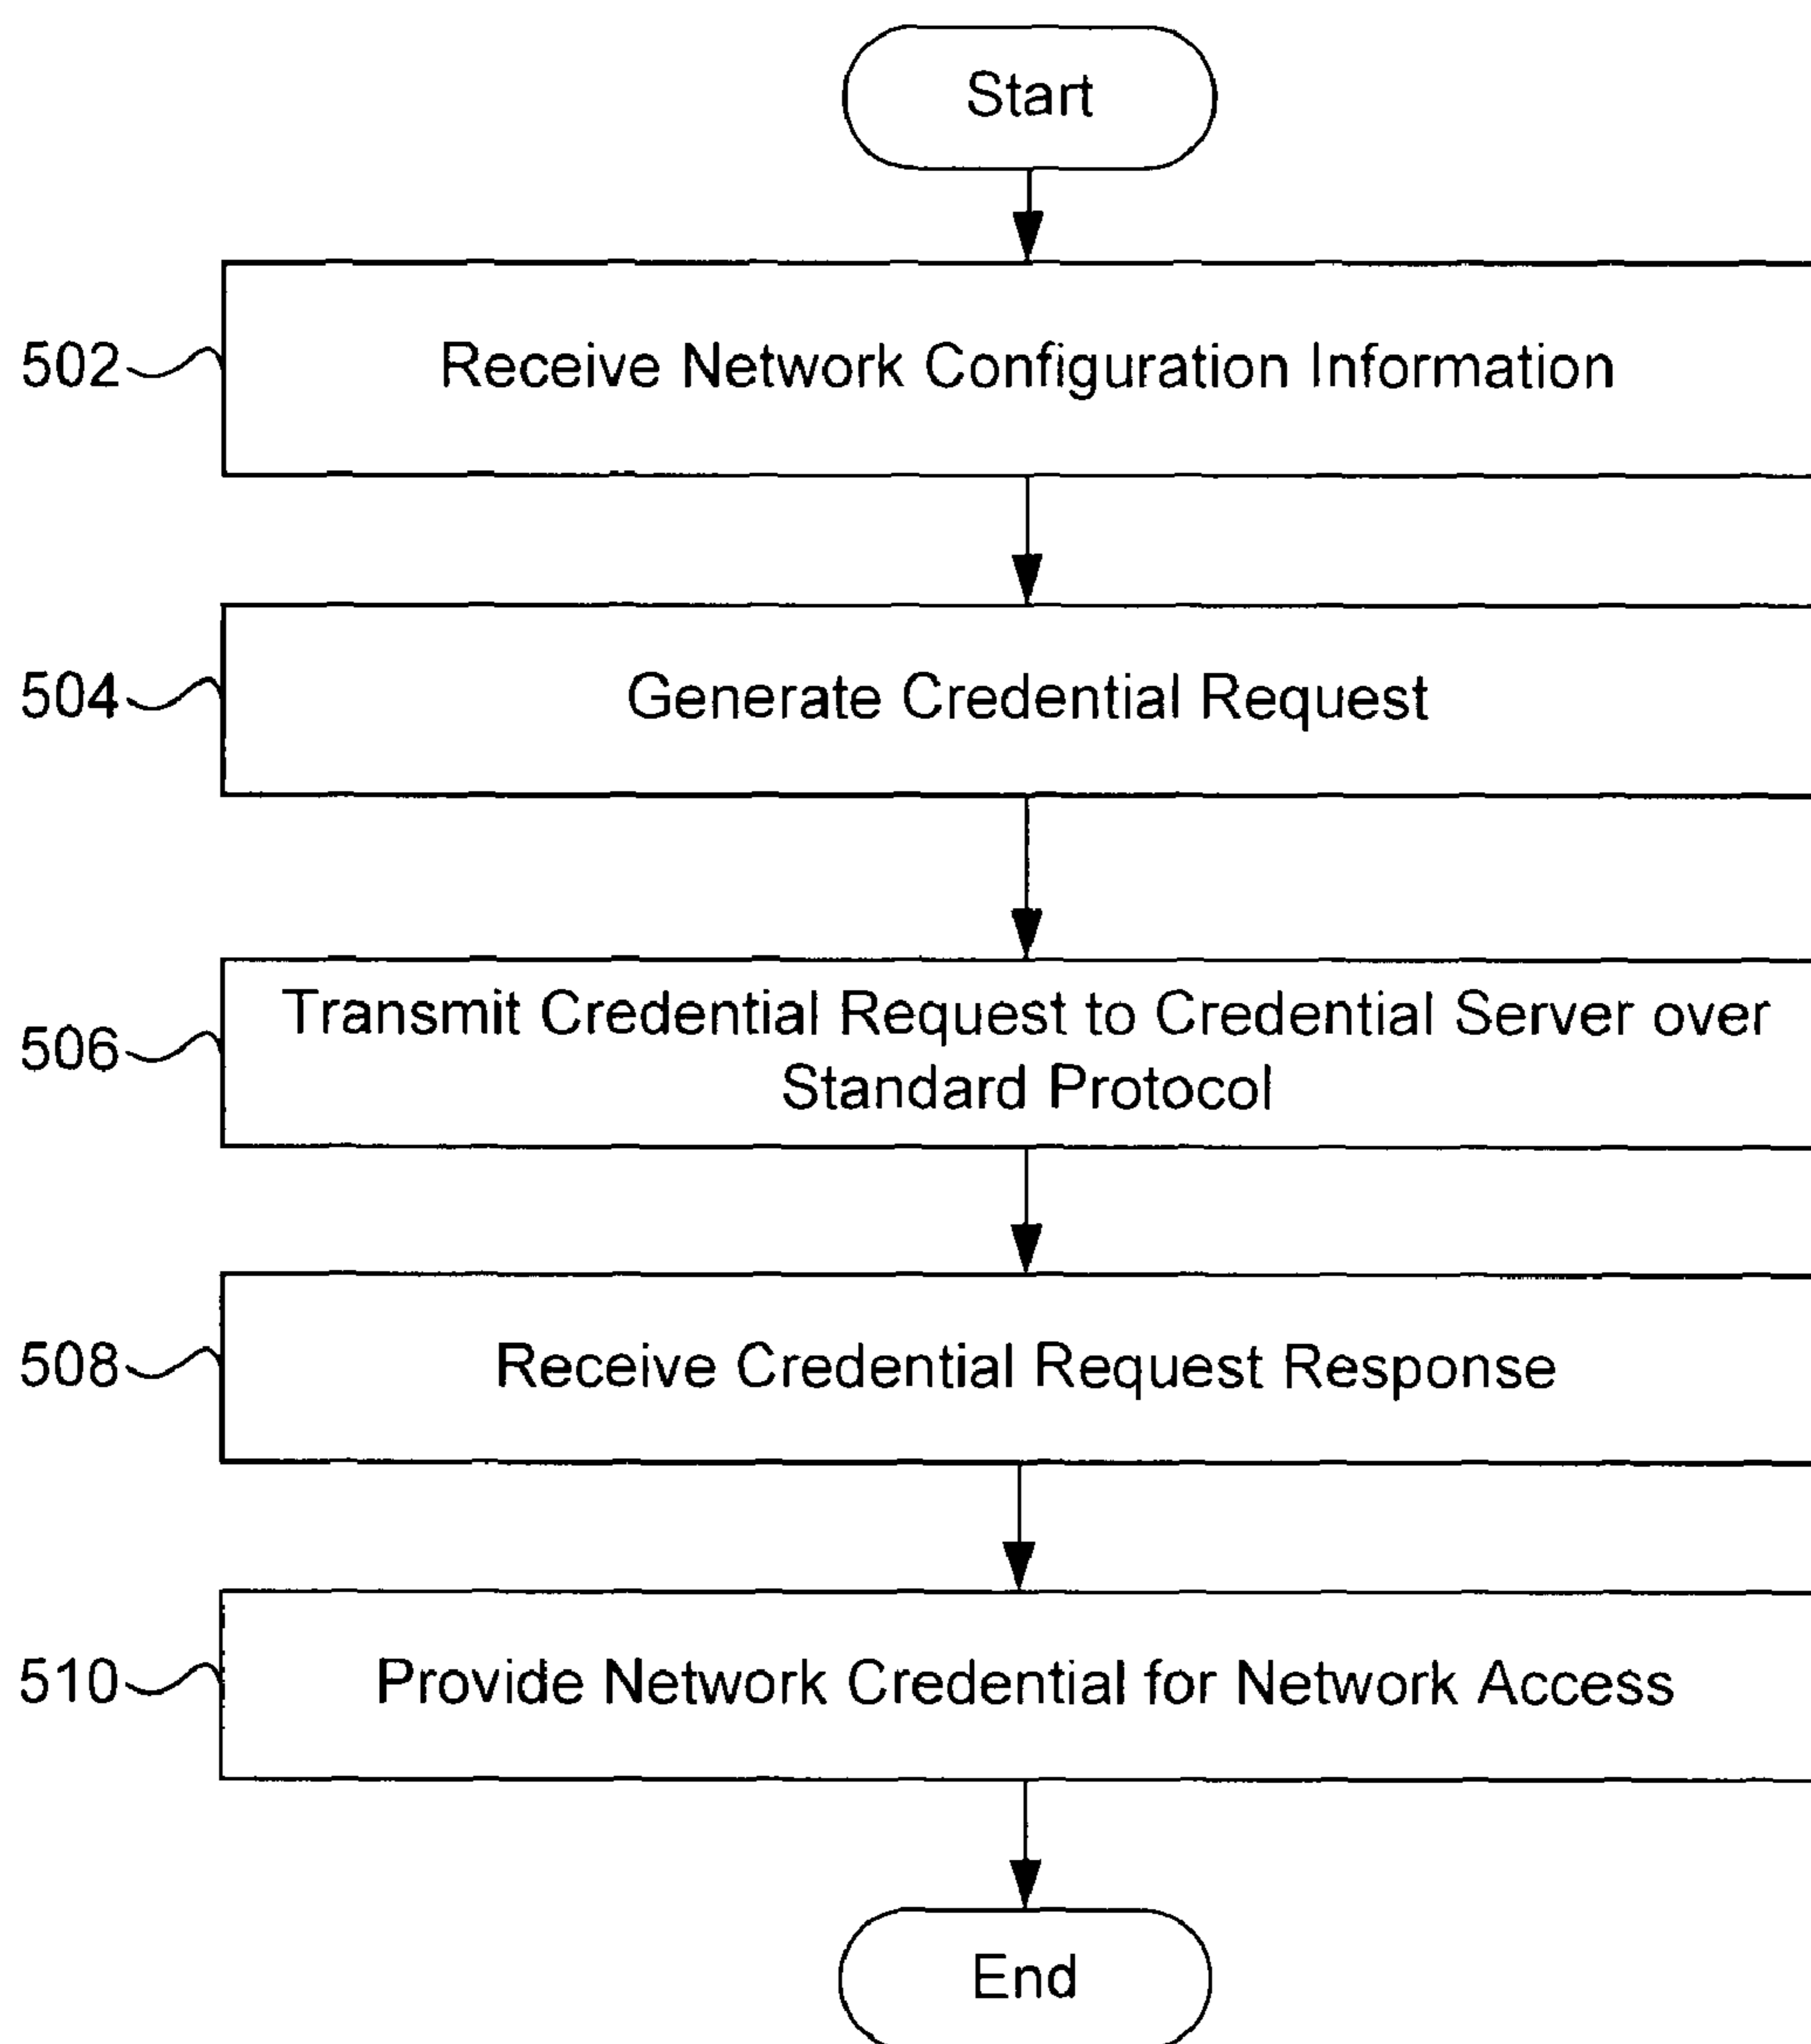 Start
502
Receive Network Configuration Information
504
Generate Credential Request
506
Transmit Credential Request to Credential Server over
Standard Protocol
508
Receive Credential Request Response
510
Provide Network Credential for Network Access
End